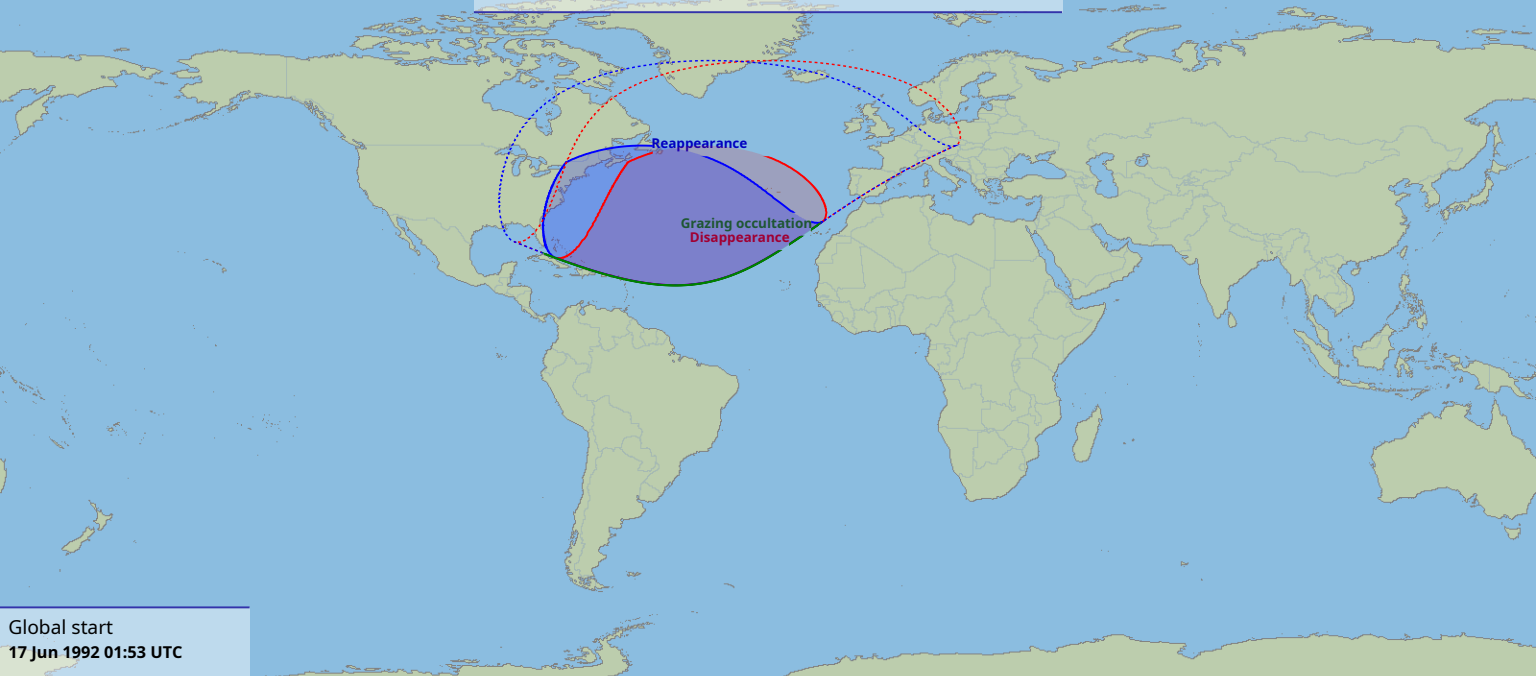 Reappearance
Grazing occultation
Disappearance
Global start
17 Jun 1992 01:53 UTC